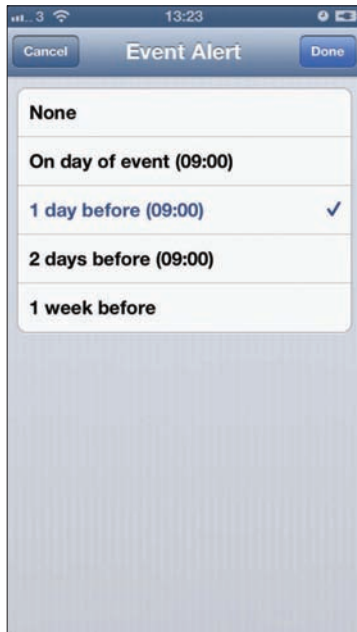 3 13:23
Cancel Event Alert Done
None
On day of event (09:00)
1 day before (09:00)
2 days before (09:00)
1 week before